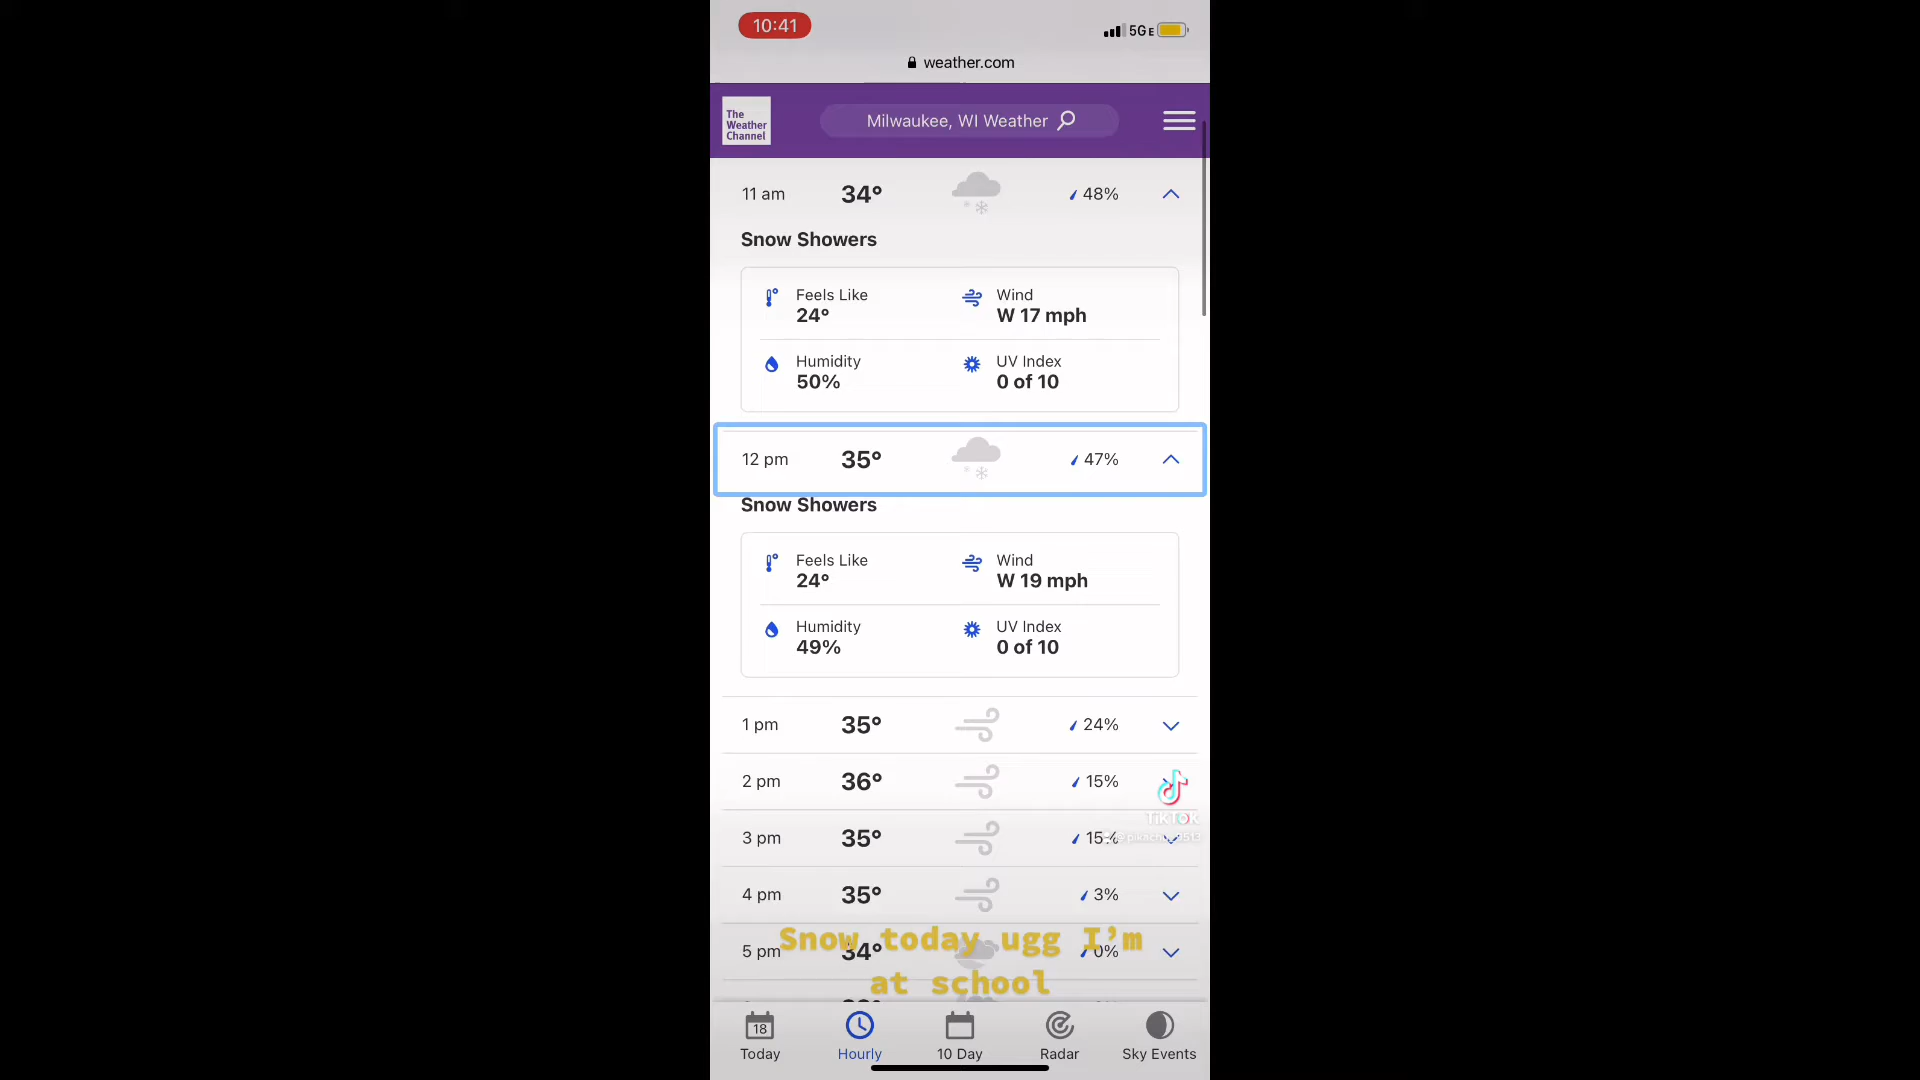 10:41
5GE
weather.com
The
Weather
Channel
Milwaukee, WI Weather
11 am 34° 48%
Snow Showers
Feels Like Wind
24° W 17 mph
Humidity UV Index
50% 0 of 10
12 pm 35° 47%
Snow Showers
Feels Like Wind
24° W 19 mph
Humidity UV Index
49% 0 of 10
1 pm 35° 24%
2 pm 36° 15%
TikTok
3 pm 35° 15%
4 pm 35° 3%
5 pm 34° 0%
Snow today ugg I'm
at school
18
Today Hourly 10 Day Radar Sky Events